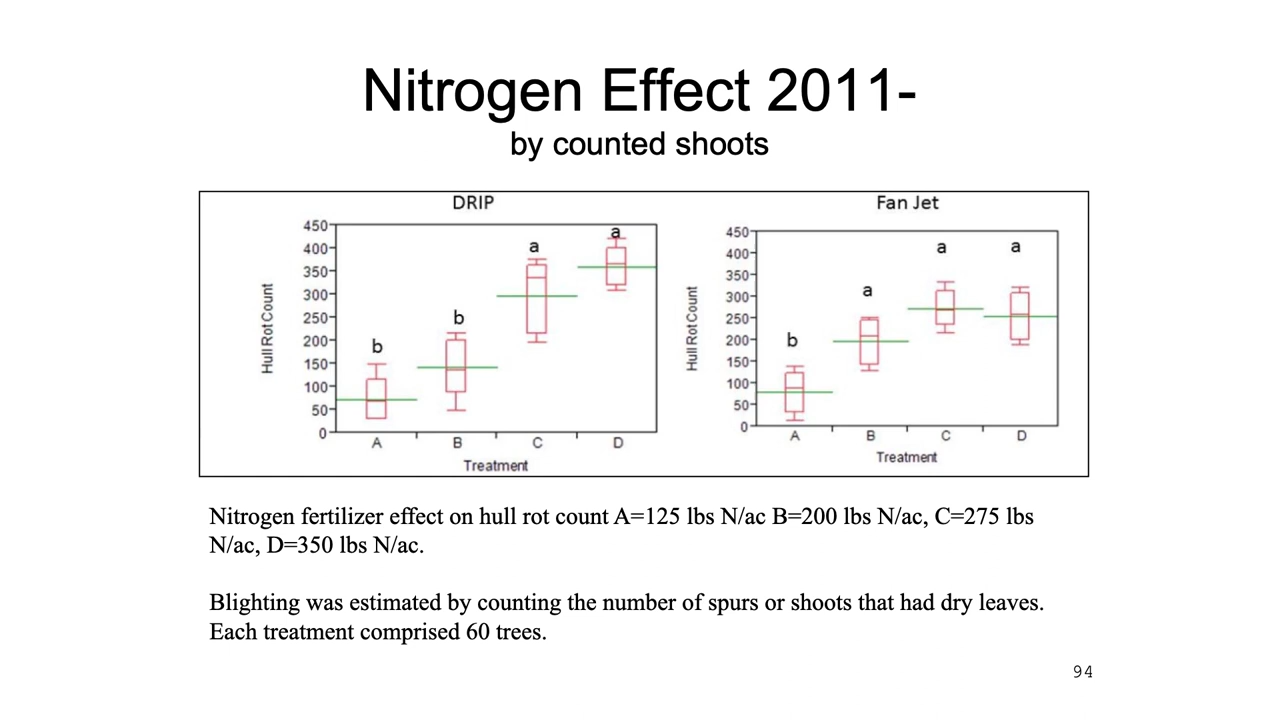 Nitrogen Effect 2011-
by counted shoots
DRIP
450
400
350
300
250
200
150
100
50
0
Hull Rot Count
b
b
a
a
A
B
C
D
Treatment
Fan Jet
450
400
350
300
250
200
150
100
50
0
Hull Rot Count
b
a
a
a
A
B
C
D
Treatment
Nitrogen fertilizer effect on hull rot count A=125 lbs N/ac B=200 lbs N/ac, C=275 lbs
N/ac, D=350 lbs N/ac.
Blighting was estimated by counting the number of spurs or shoots that had dry leaves.
Each treatment comprised 60 trees.
94